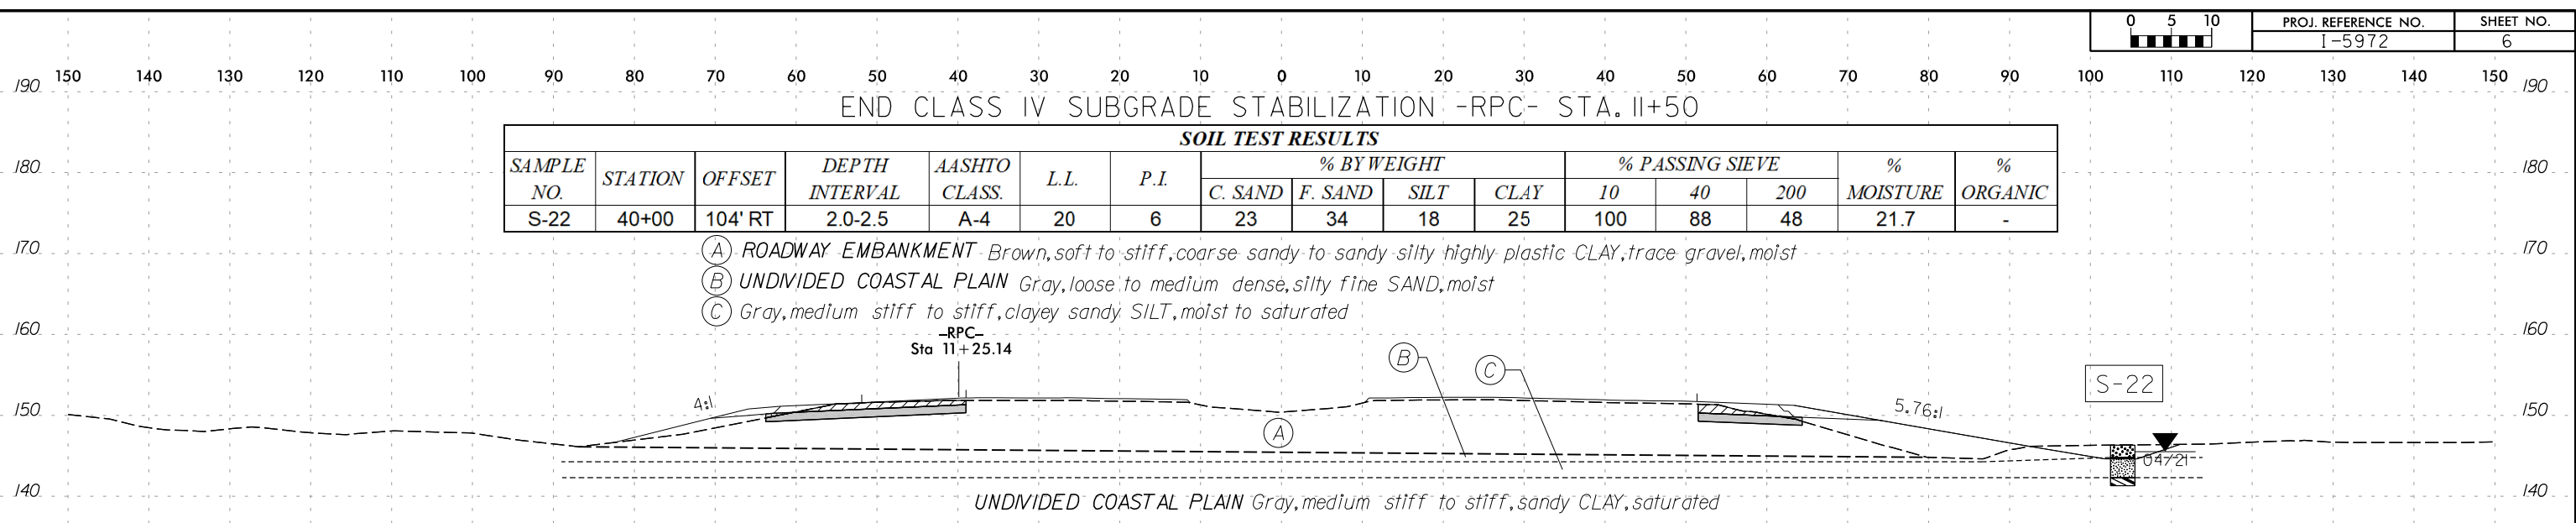 0 5 10 PROJ. REFERENCE NO. SHEET NO.
I-5972 6
150 140 130 120 110 100 90 80 70 60 50 40 30 20 10 0 10 20 30 40 50 60 70 80 90 100 110 120 130 140 150
190 190
END CLASS IV SUBGRADE STABILIZATION -RPC- STA. 11+50
SOIL TEST RESULTS
SAMPLE NO. STATION OFFSET DEPTH INTERVAL AASHTO CLASS. L.L. P.I. % BY WEIGHT % PASSING SIEVE % MOISTURE % ORGANIC
C. SAND F. SAND SILT CLAY 10 40 200
180 180
S-22 40+00 104' RT 2.0-2.5 A-4 20 6 23 34 18 25 100 88 48 21.7 -
170 170
A ROADWAY EMBANKMENT Brown, soft to stiff, coarse sandy to sandy silty highly plastic CLAY, trace gravel, moist
B UNDIVIDED COASTAL PLAIN Gray, loose to medium dense, silty fine SAND, moist
C Gray, medium stiff to stiff, clayey sandy SILT, moist to saturated
160 160
-RPC-
Sta 11+25.14
B C
S-22
150 4:1 5.76:1 150
A
04/21
140 140
UNDIVIDED COASTAL PLAIN Gray, medium stiff to stiff, sandy CLAY, saturated